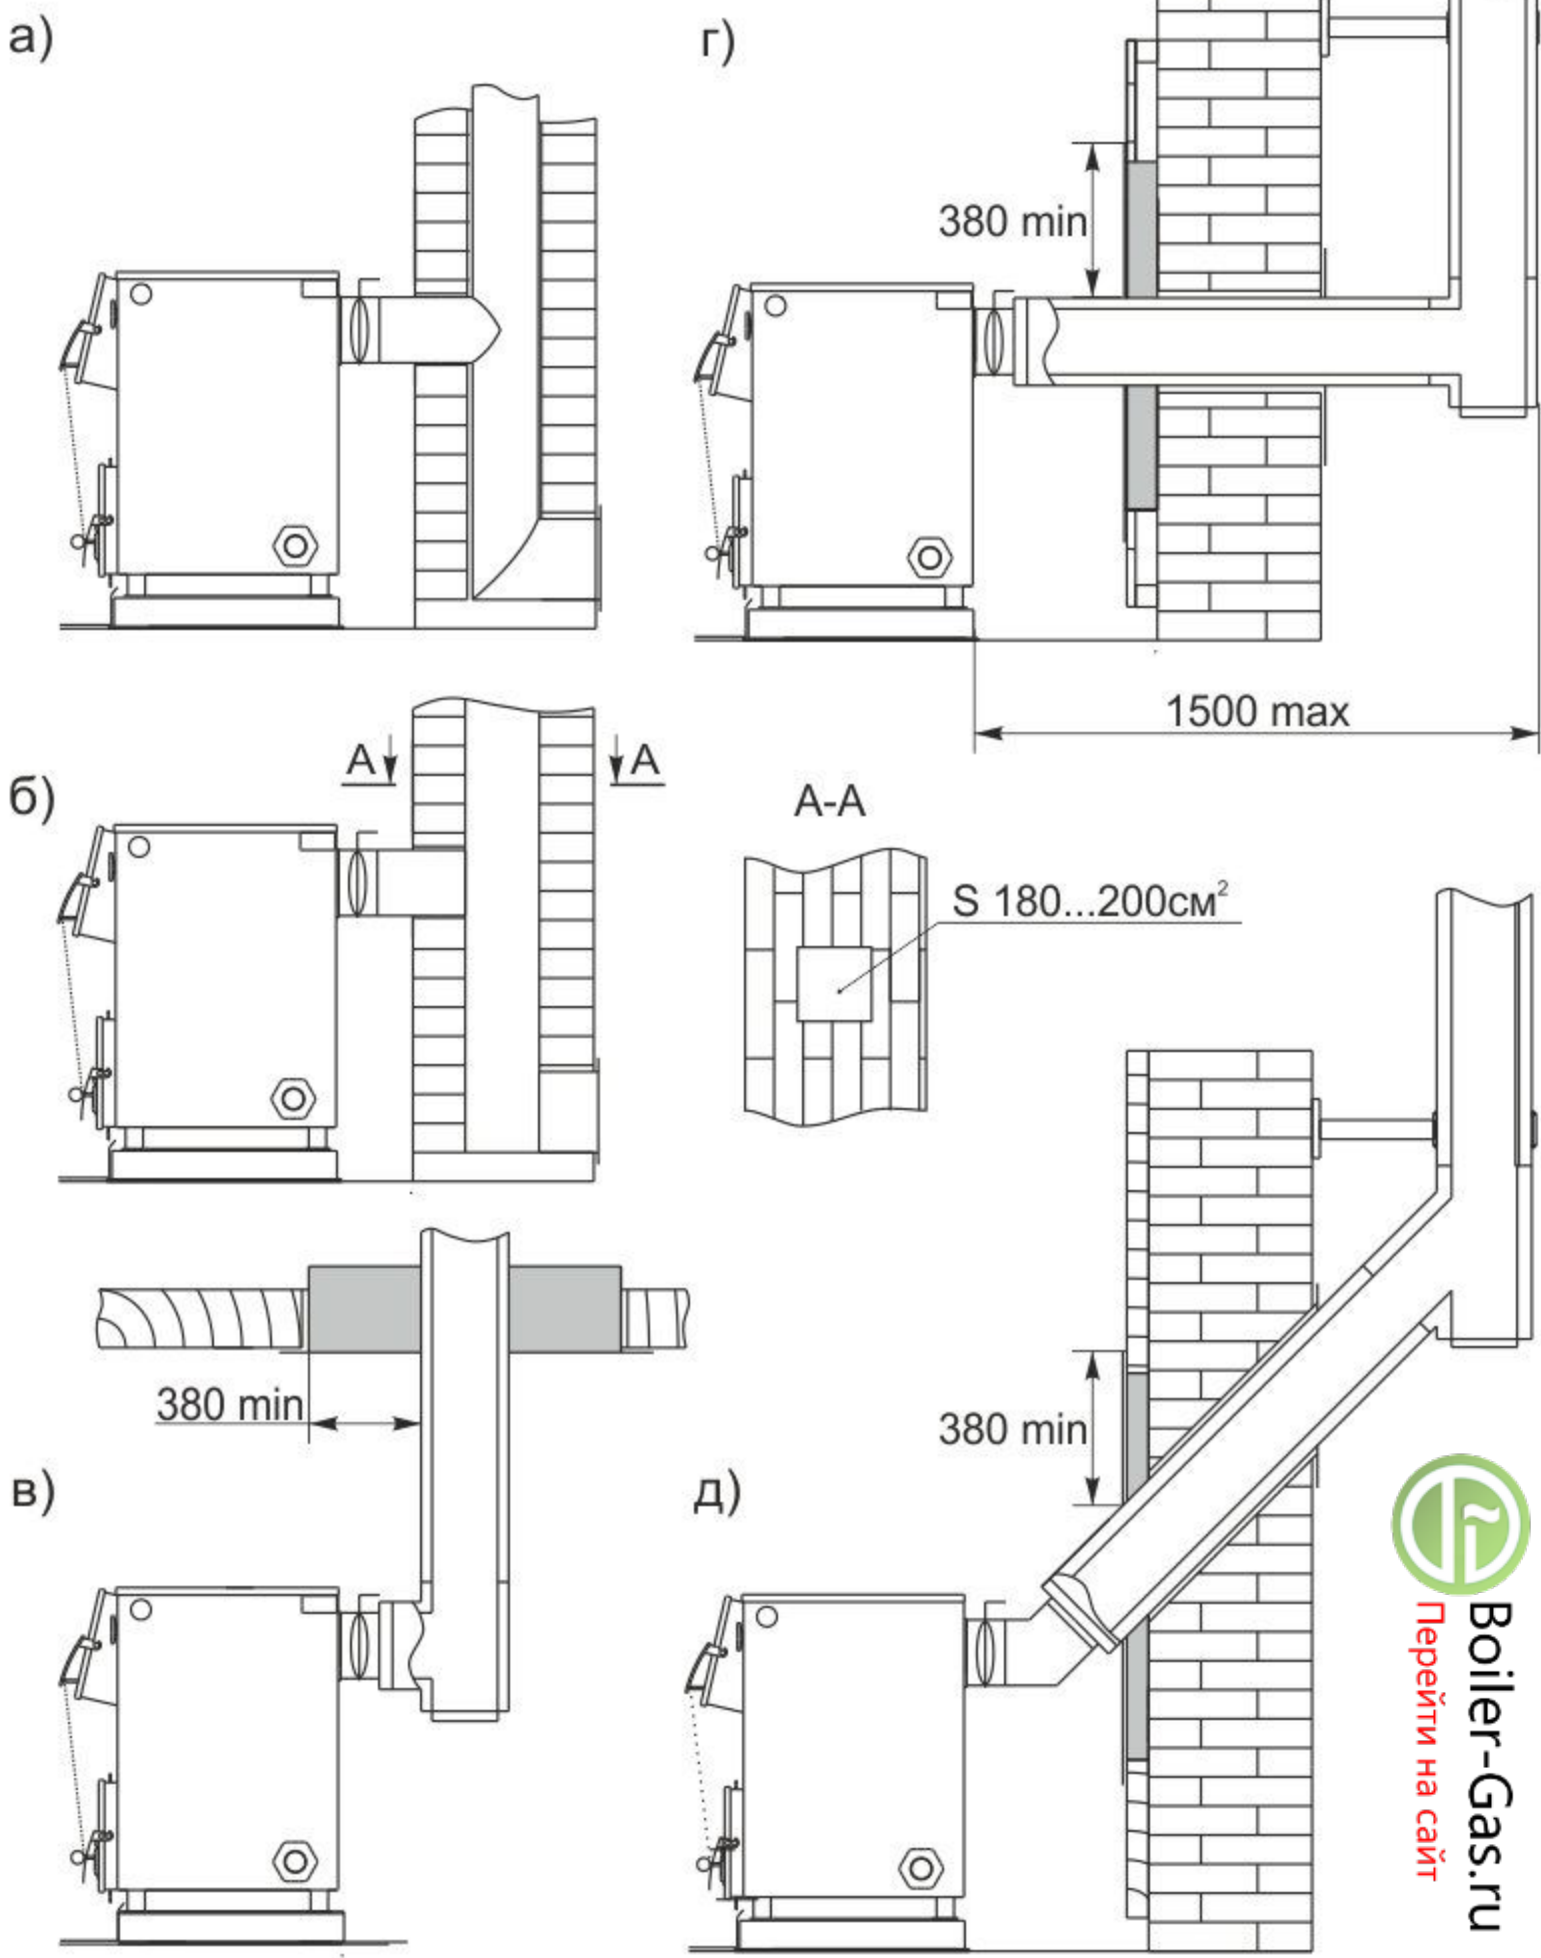 а)
г)
380 min
1500 max
б)
А
А
А-А
S 180...200см²
380 min
в)
380 min
д)
Boiler-Gas.ru
Перейти на сайт